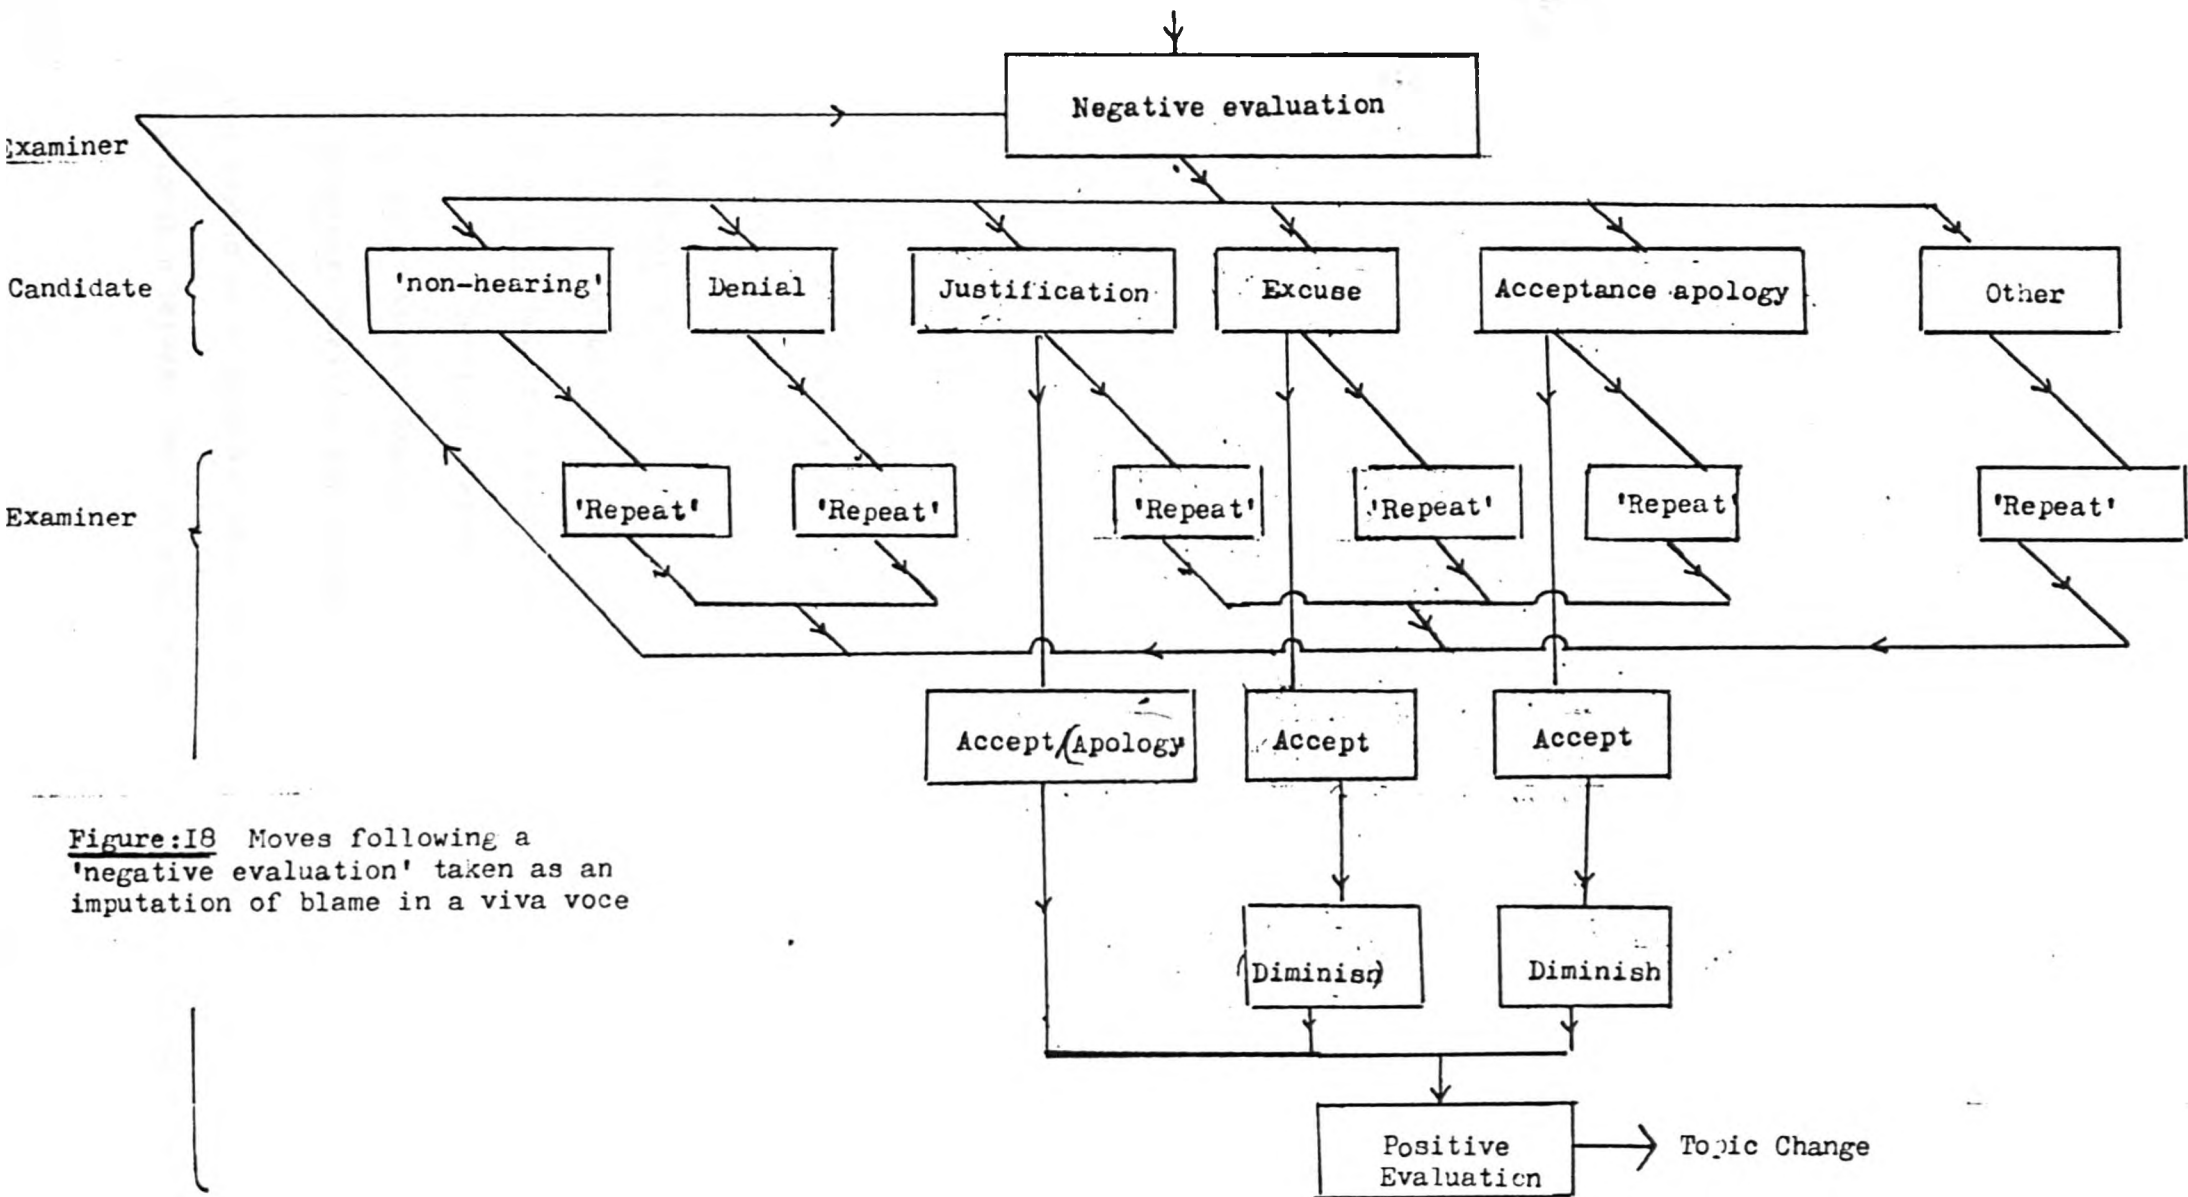 Negative evaluation
Examiner
Candidate
'non-hearing'
Denial
Justification
Excuse
Acceptance apology
Other
Examiner
'Repeat'
'Repeat'
'Repeat'
'Repeat'
'Repeat'
'Repeat'
Accept/(Apology
Accept
Accept
Figure:I8 Moves following a
'negative evaluation' taken as an
imputation of blame in a viva voce
(Diminish)
Diminish
Positive
Evaluation
Topic Change